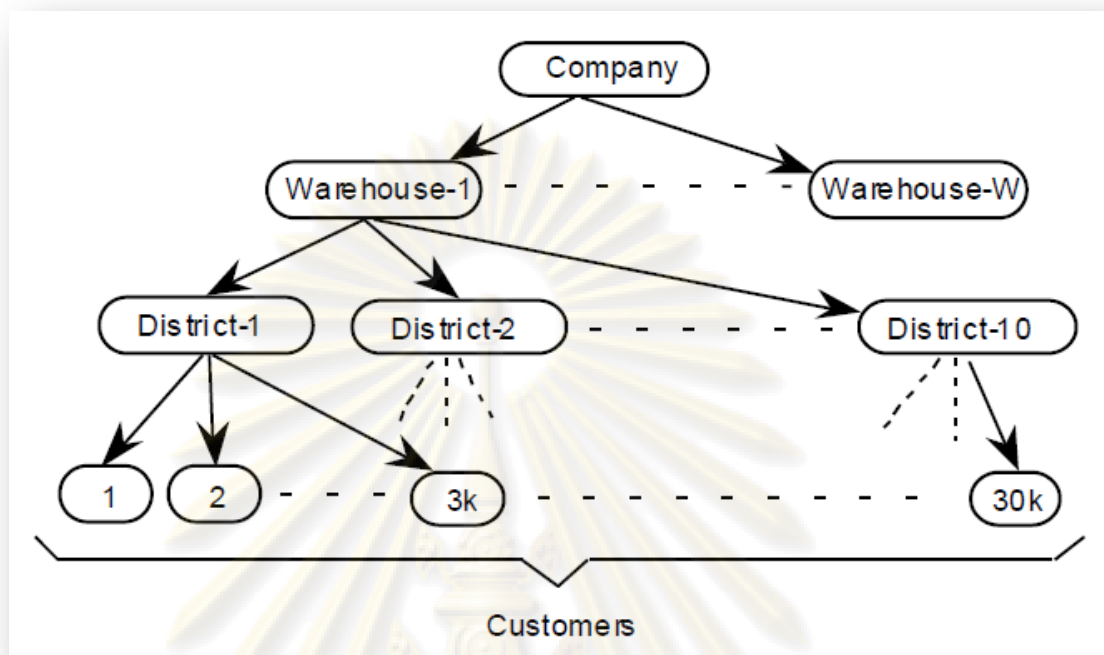 Company
Warehouse-1
Warehouse-W
District-1
District-2
District-10
1
2
3k
30k
Customers